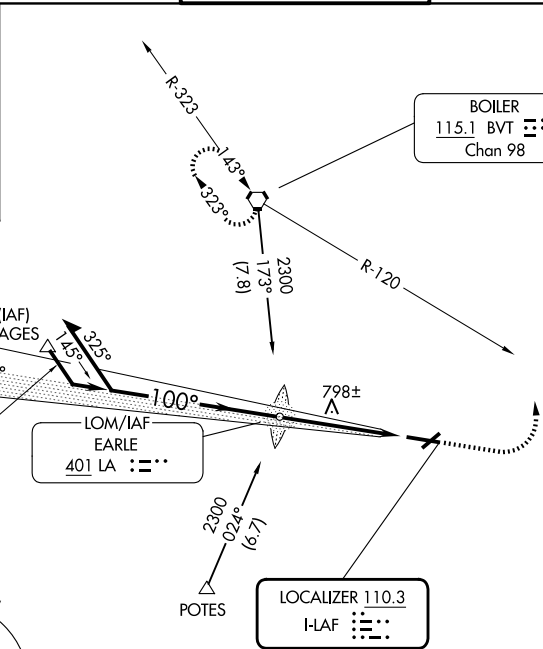 R-323
143°
323°
BOILER
115.1 BVT
Chan 98
2300
173°
(7.8)
R-120
(IAF)
AGES
325°
145°
°
100°
798±
LOM/IAF
EARLE
401 LA
2300
024°
(6.7)
POTES
LOCALIZER 110.3
I-LAF